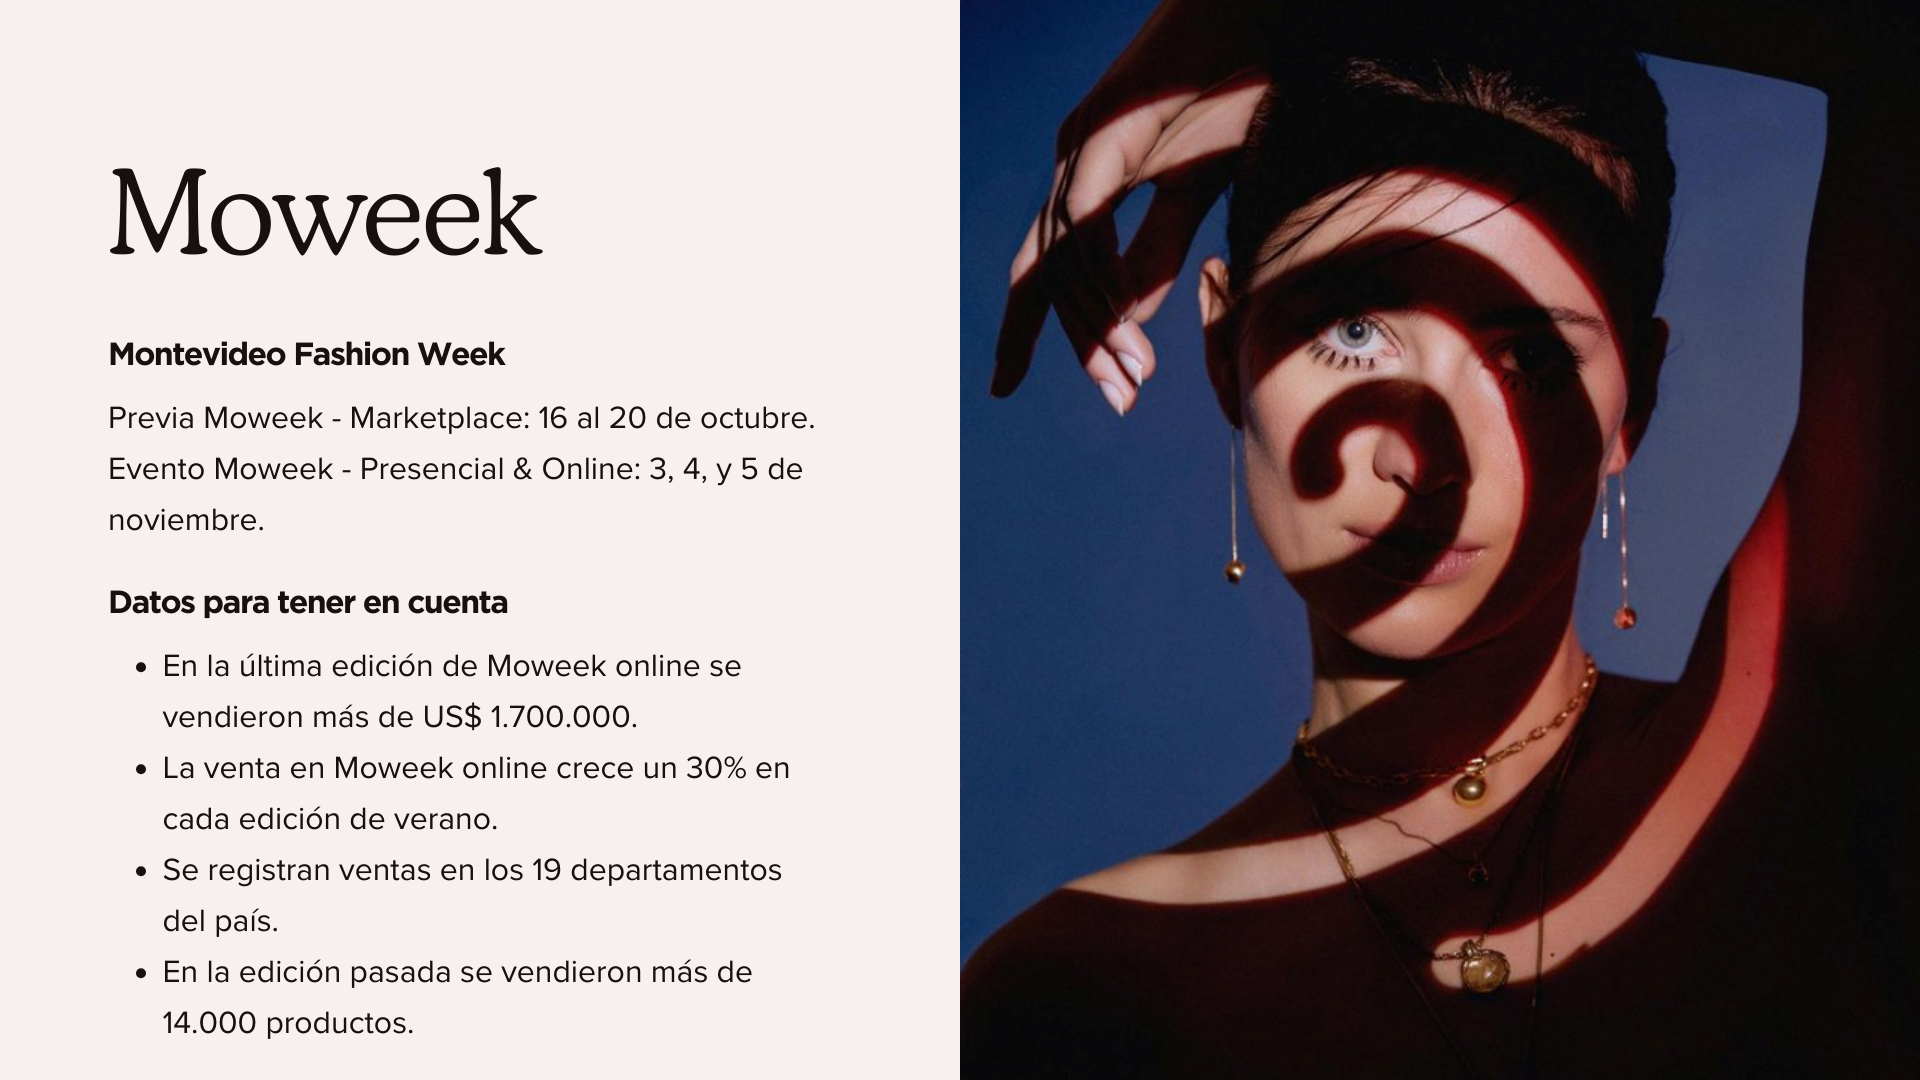 Moweek
Montevideo Fashion Week
Previa Moweek - Marketplace: 16 al 20 de octubre.
Evento Moweek - Presencial & Online: 3, 4, y 5 de
noviembre.
Datos para tener en cuenta
• En la última edición de Moweek online se
vendieron más de US$ 1.700.000.
• La venta en Moweek online crece un 30% en
cada edición de verano.
• Se registran ventas en los 19 departamentos
del país.
• En la edición pasada se vendieron más de
14.000 productos.